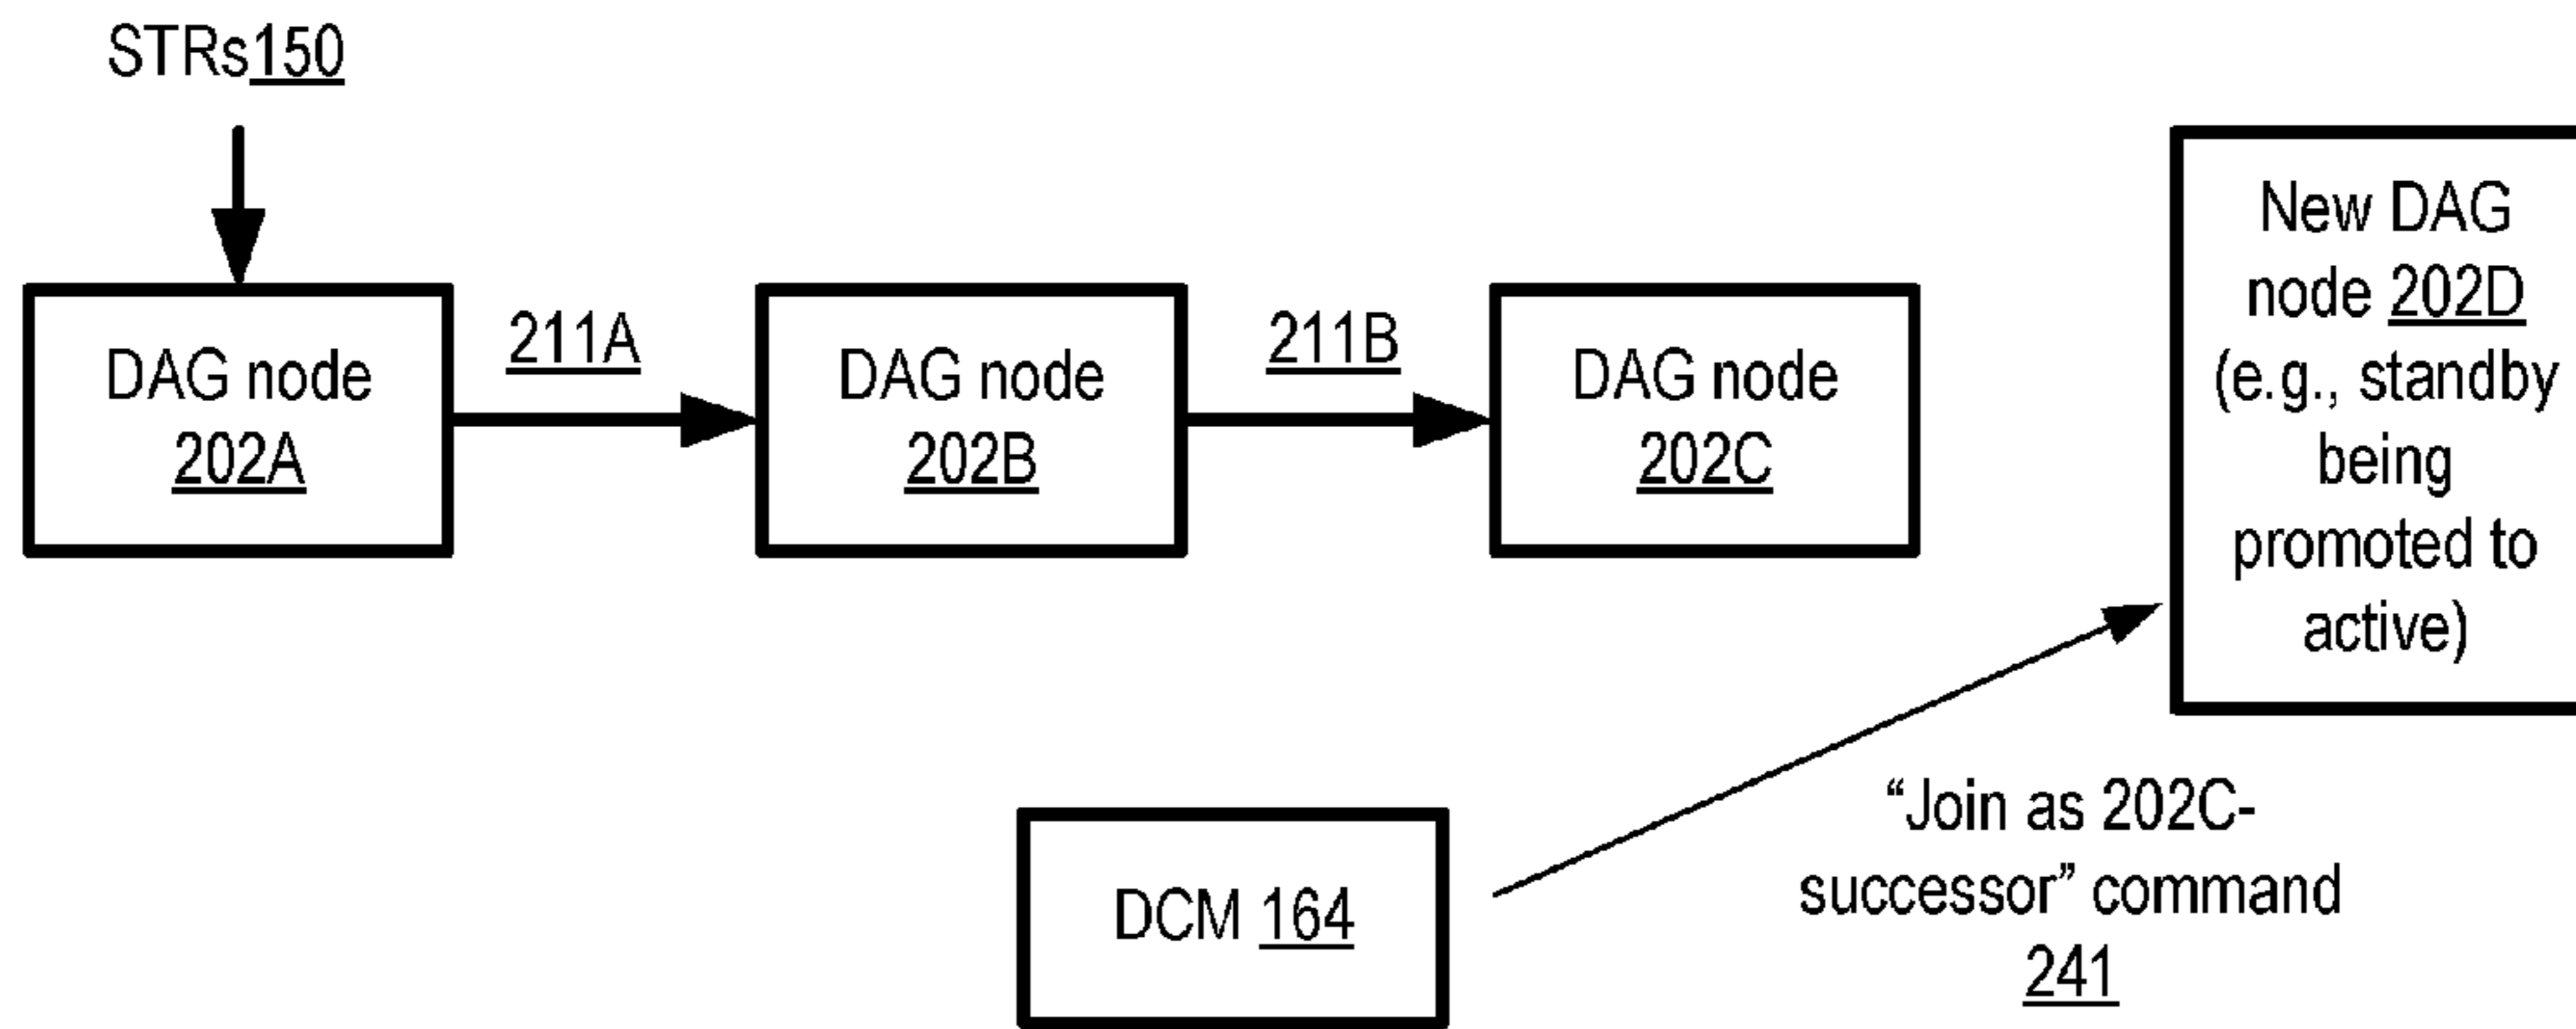 STRs150
DAG node
202A
211A
DAG node
202B
211B
DAG node
202C
New DAG
node 202D
(e.g., standby
being
promoted to
active)
DCM 164
“Join as 202C-
successor” command
241